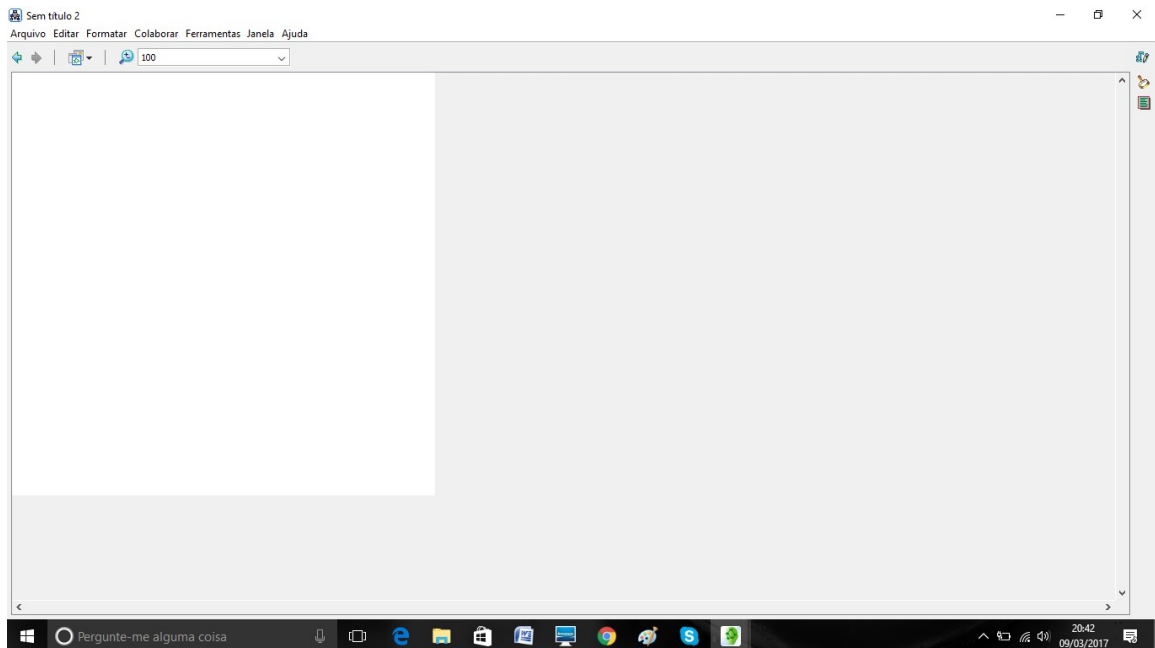 Sem título 2
Arquivo Editar Formatar Colaborar Ferramentas Janela Ajuda
100
Pergunte-me alguma coisa
20:42
09/03/2017